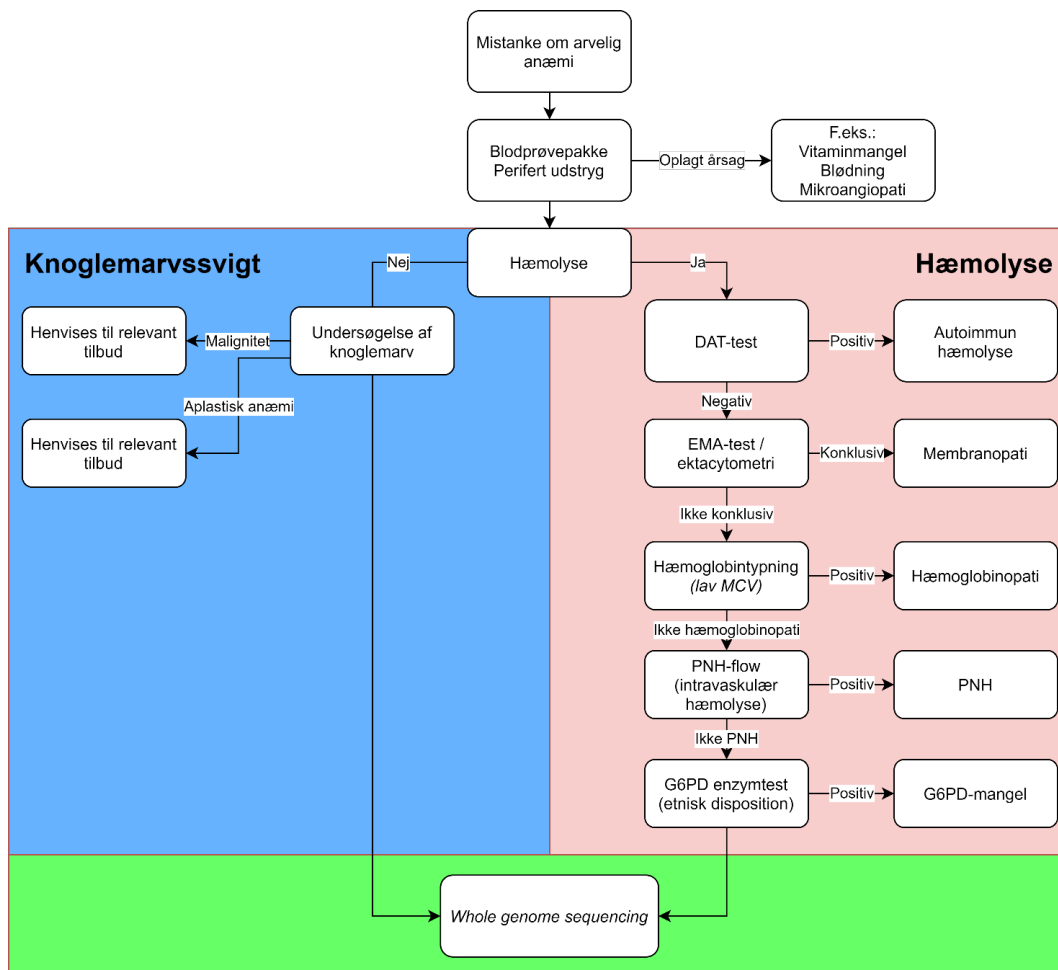 Mistanke om arvelig
anæmi
Blodprøvepakke
Perifert udstryg
Oplagt årsag
F.eks.:
Vitaminmangel
Blødning
Mikroangiopati
Knoglemarvssvigt
Nej
Hæmolyse
Ja
Hæmolyse
Henvises til relevant
tilbud
Malignitet
Undersøgelse af
knoglemarv
DAT-test
Positiv
Autoimmun
hæmolyse
Aplastisk anæmi
Negativ
Henvises til relevant
tilbud
EMA-test /
ektacytometri
Konklusiv
Membranopati
Ikke konklusiv
Hæmoglobintypning
(lav MCV)
Positiv
Hæmoglobinopati
Ikke hæmoglobinopati
PNH-flow
(intravaskulær
hæmolyse)
Positiv
PNH
Ikke PNH
G6PD enzymtest
(etnisk disposition)
Positiv
G6PD-mangel
Whole genome sequencing